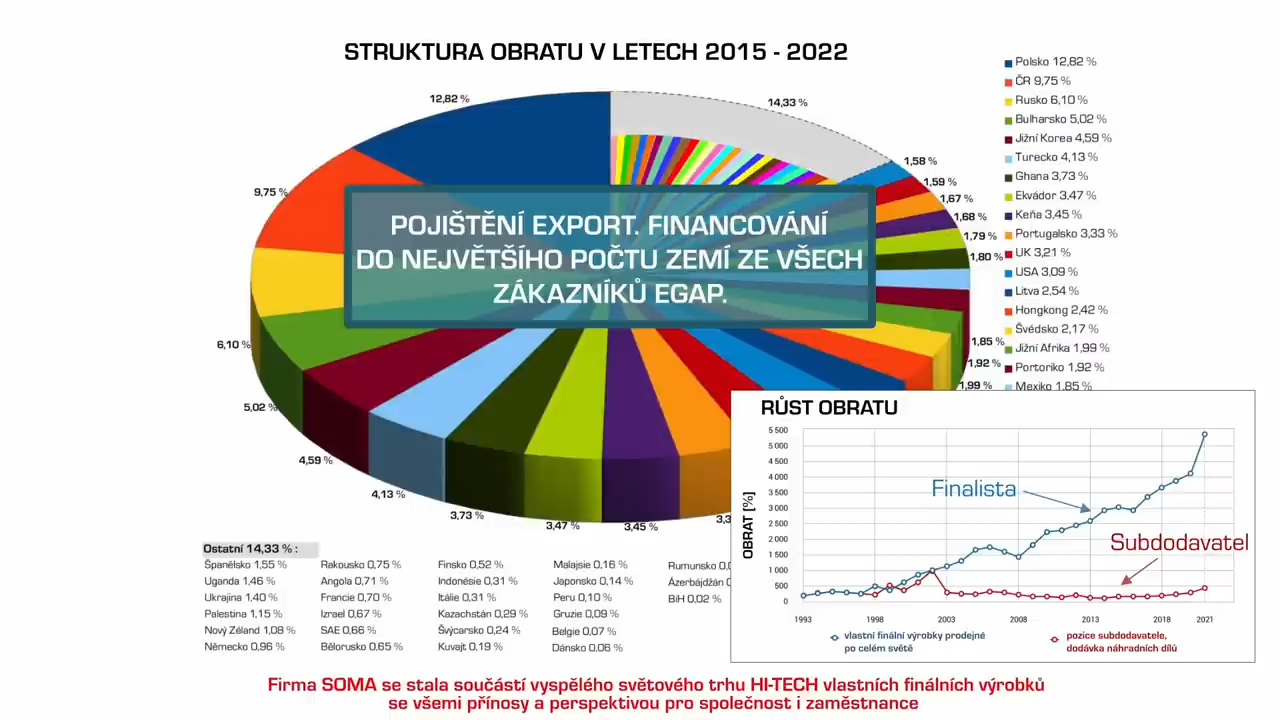 STRUKTURA OBRATU V LETECH 2015 - 2022
12,82 %
14,33 %
1,58 %
1,59 %
1,67 %
1,68 %
1,79 %
1,80 %
1,85 %
1,92 %
1,99 %
9,75 %
6,10 %
5,02 %
4,59 %
4,13 %
3,73 %
3,47 %
3,45 %
Polsko 12,82 %
ČR 9,75 %
Rusko 6,10 %
Bulharsko 5,02 %
Jižní Korea 4,59 %
Turecko 4,13 %
Ghana 3,73 %
Ekvádor 3.47 %
Keňa 3,45 %
Portugalsko 3,33 %
UK 3,21 %
USA 3,09 %
Litva 2,54 %
Hongkong 2,42 %
Švédsko 2,17 %
Jižní Afrika 1,99 %
Portoriko 1,92 %
Mexiko 1,85 %
POJIŠTĚNÍ EXPORT. FINANCOVÁNÍ
DO NEJVĚTŠÍHO POČTU ZEMÍ ZE VŠECH
ZÁKAZNÍKŮ EGAP.
RŮST OBRATU
OBRAT [%]
5 500
5 000
4 500
4 000
3 500
3 000
2 500
2 000
1 500
1 000
500
0
1993
1998
2003
2008
2013
2018
2021
Finalista
Subdodavatel
vlastní finální výrobky prodejné
po celém světě
pozice subdodavatele,
dodávka náhradních dílů
Ostatní 14,33 % :
Španělsko 1,55 %
Uganda 1,46 %
Ukrajina 1,40 %
Palestina 1,15 %
Nový Zéland 1,08 %
Německo 0,96 %
Rakousko 0,75 %
Angola 0,71 %
Francie 0,70 %
Izrael 0,67 %
SAE 0,66 %
Bělorusko 0,65 %
Finsko 0,52 %
Indonésie 0,31 %
Itálie 0,31 %
Kazachstán 0,29 %
Švýcarsko 0,24 %
Kuvajt 0,19 %
Malajsie 0,16 %
Japonsko 0,14 %
Peru 0,10 %
Gruzie 0,09 %
Belgie 0,07 %
Dánsko 0,06 %
Rumunsko
Ázerbájdžán
BiH 0,02 %
Firma SOMA se stala součástí vyspělého světového trhu HI-TECH vlastních finálních výrobků
se všemi přínosy a perspektivou pro společnost i zaměstnance